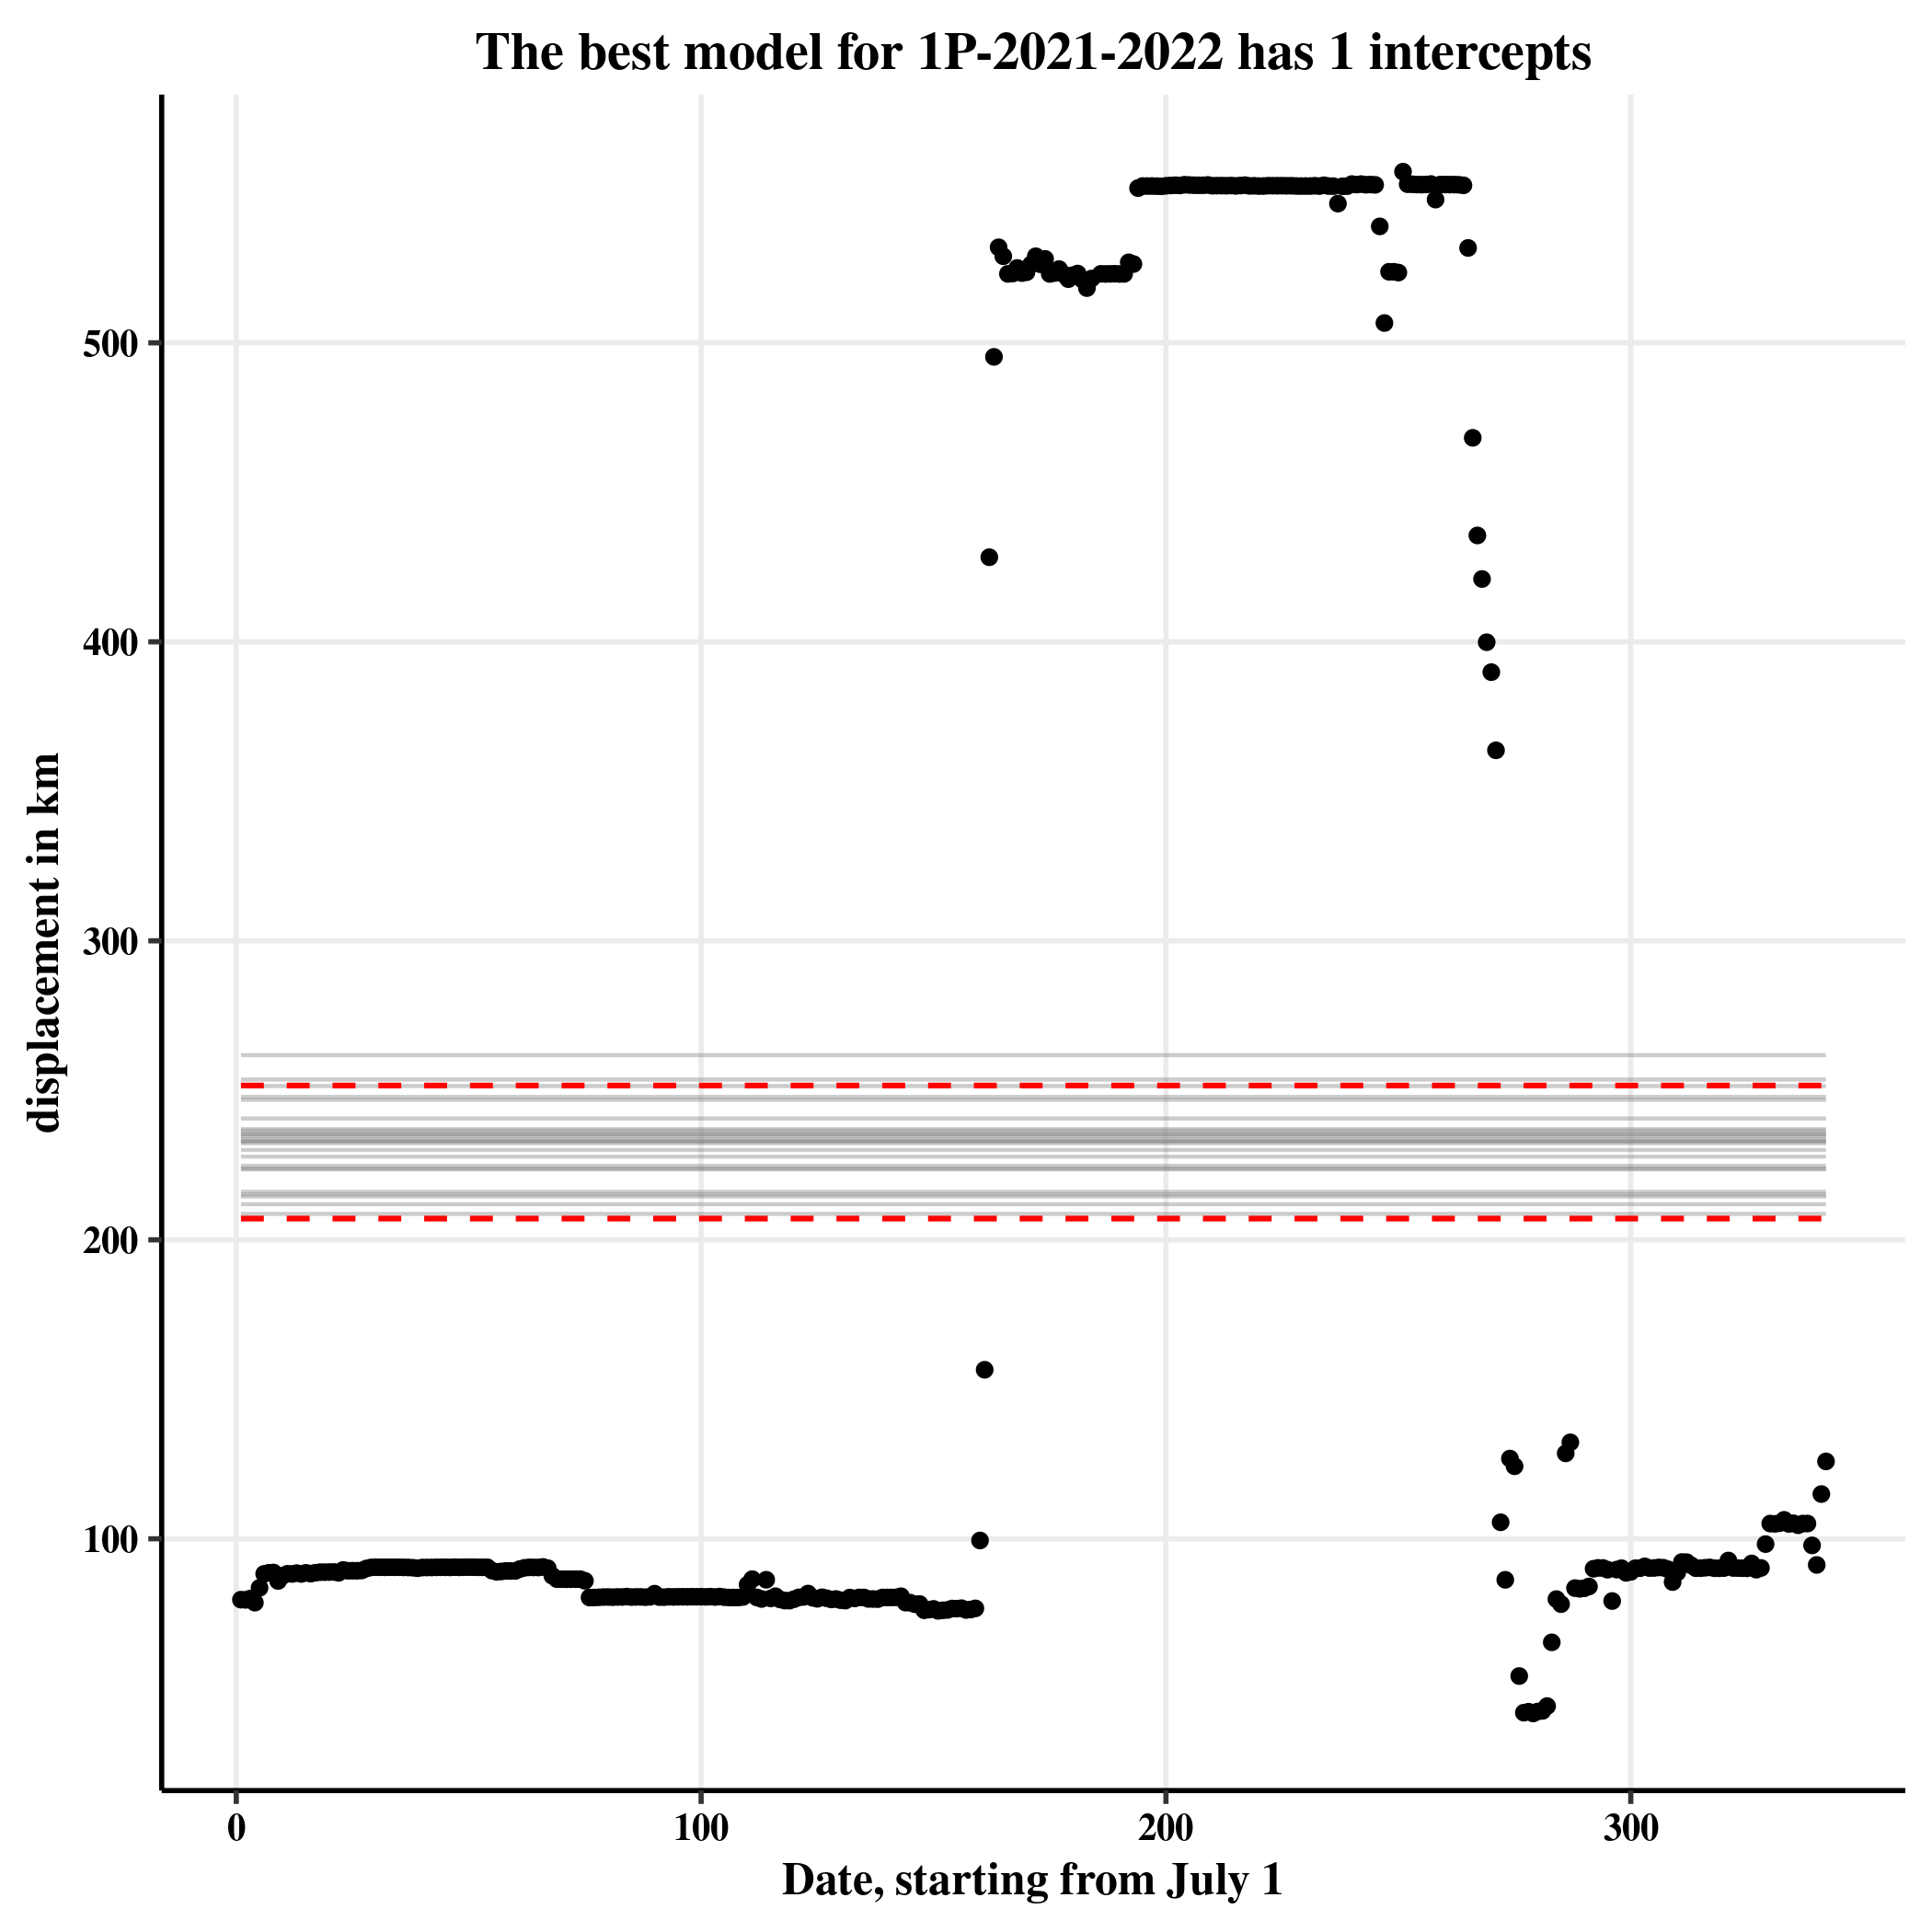 The best model for 1P-2021-2022 has 1 intercepts
displacement in km
500
400
300
200
100
0 100 200 300
Date, starting from July 1